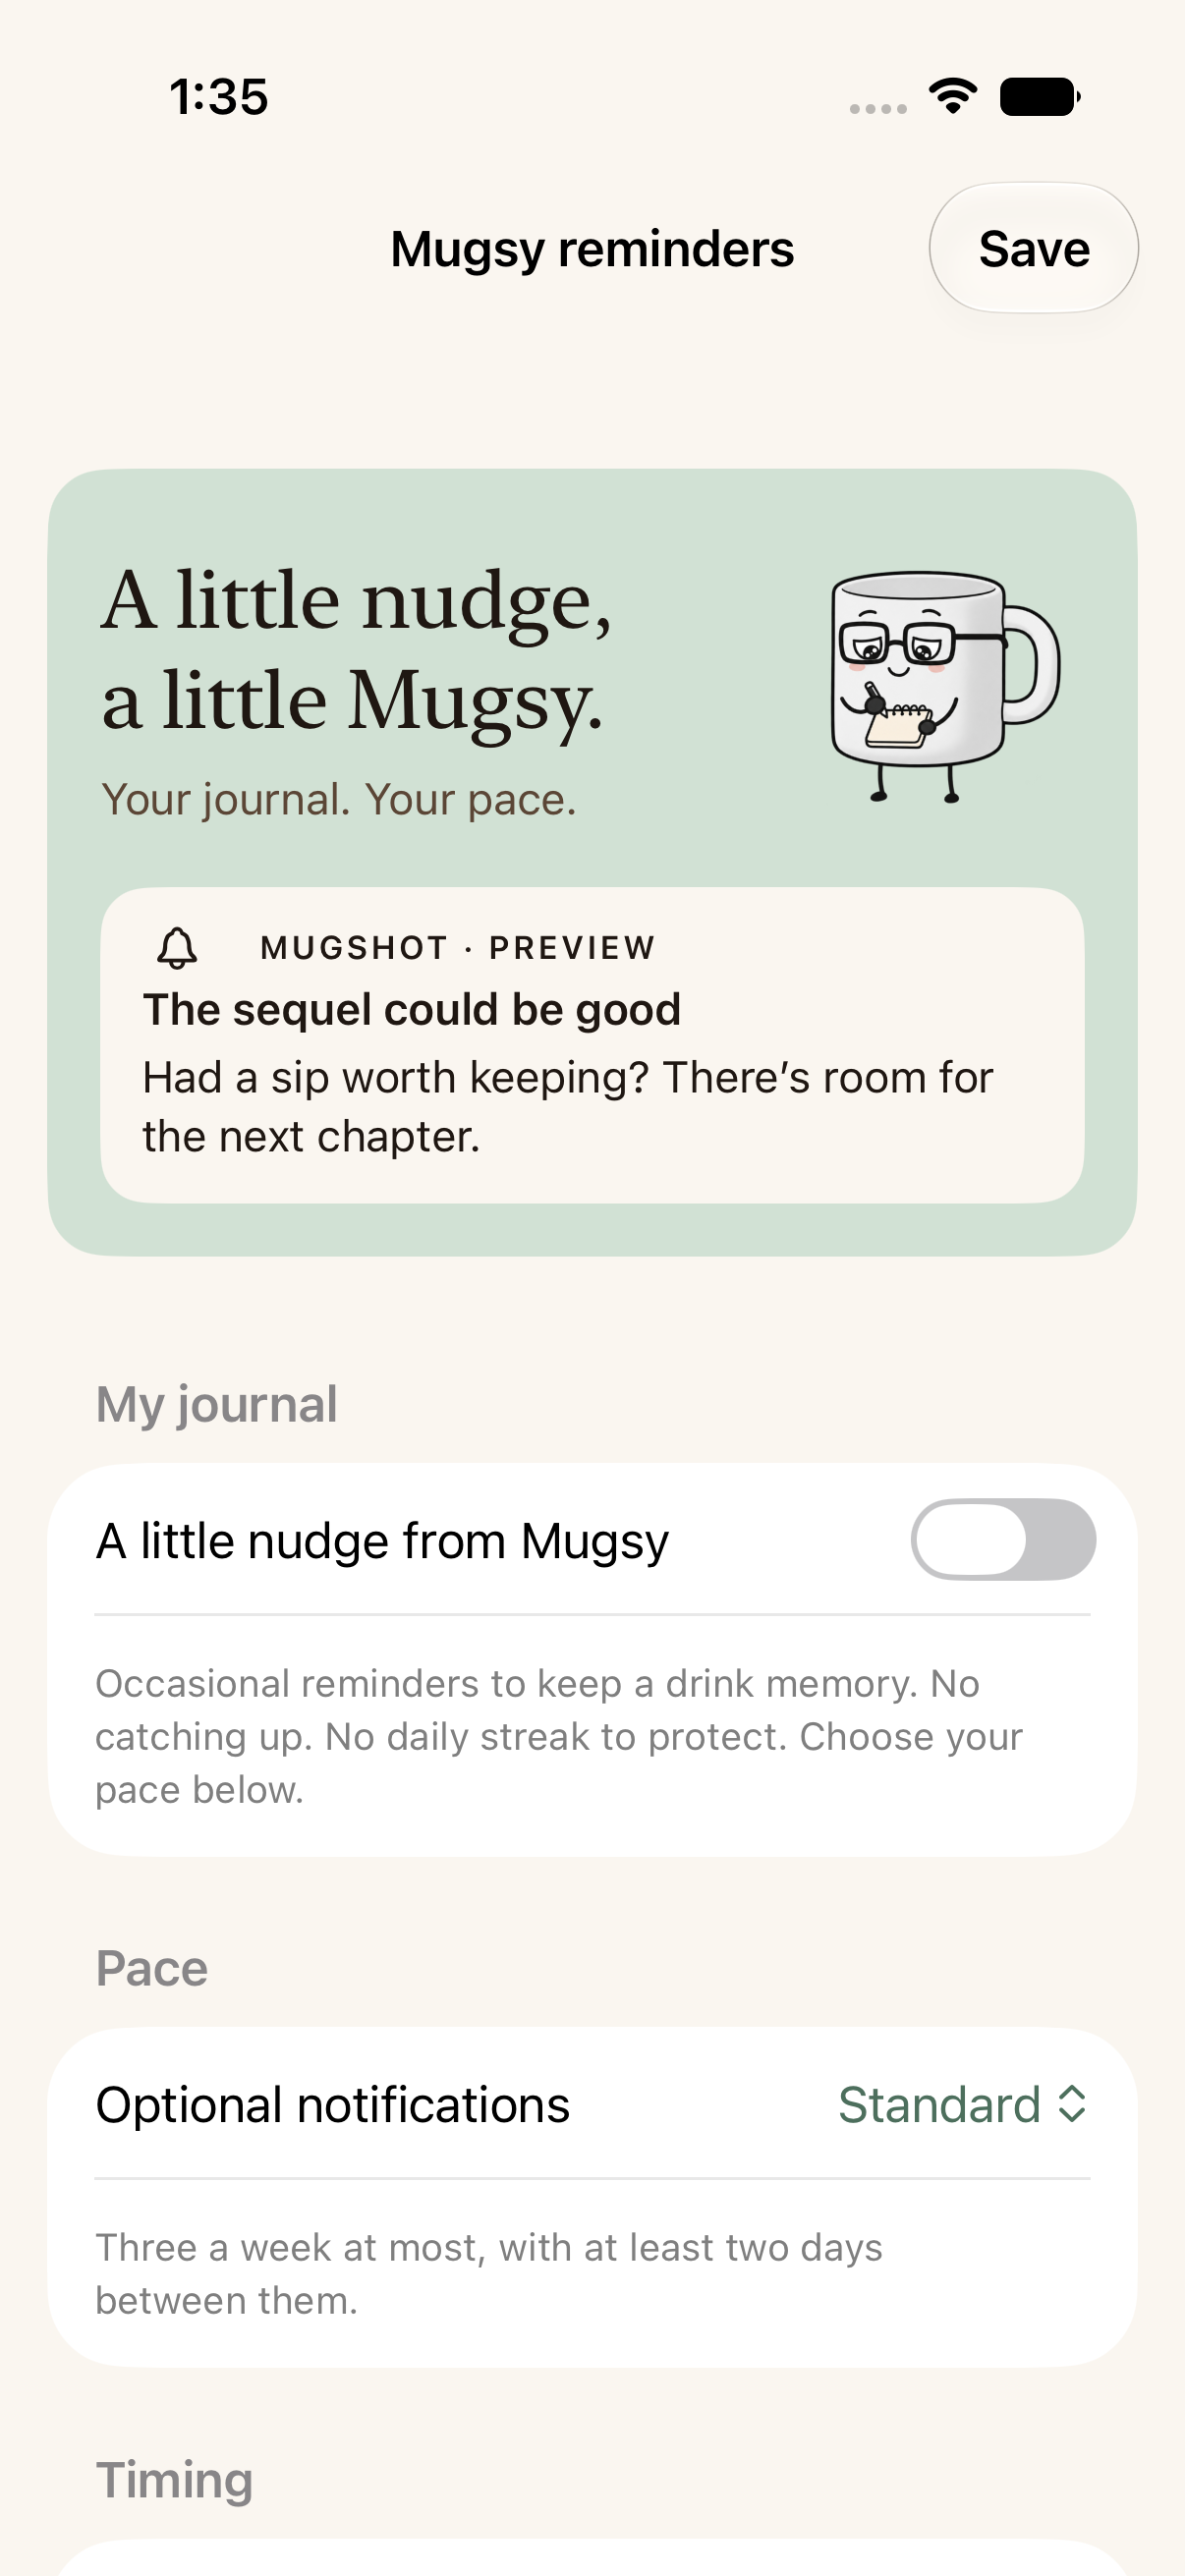 1:35
Mugsy reminders
Save
A little nudge,
a little Mugsy.
Your journal. Your pace.
MUGSHOT · PREVIEW
The sequel could be good
Had a sip worth keeping? There’s room for
the next chapter.
My journal
A little nudge from Mugsy
Occasional reminders to keep a drink memory. No
catching up. No daily streak to protect. Choose your
pace below.
Pace
Optional notifications
Standard
Three a week at most, with at least two days
between them.
Timing